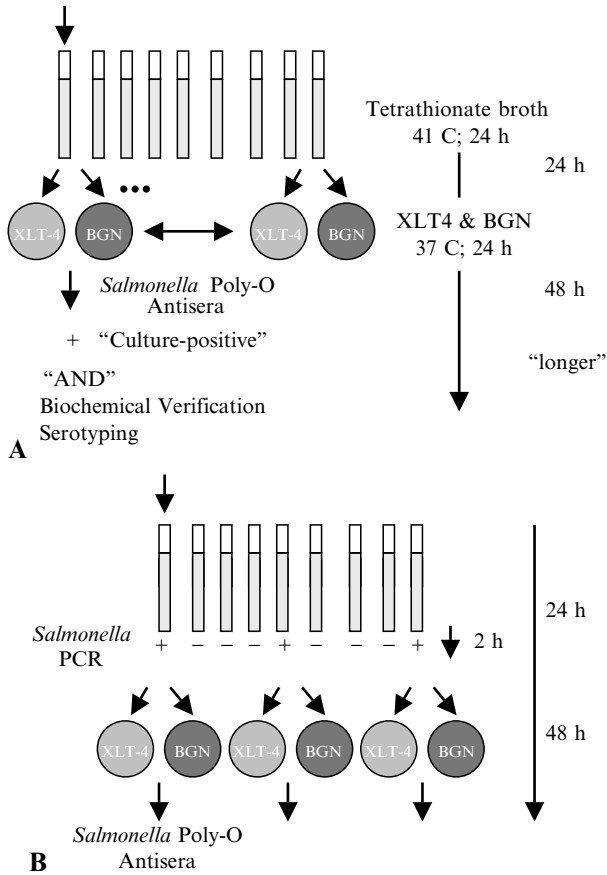 Tetrathionate broth
41 C; 24 h
24 h
•••
XLT-4 BGN XLT-4 BGN
XLT4 & BGN
37 C; 24 h
Salmonella Poly-O
Antisera
48 h
+ “Culture-positive”
“longer”
“AND”
Biochemical Verification
Serotyping
A
24 h
Salmonella
PCR
+ – – – + – – – +
2 h
XLT-4 BGN XLT-4 BGN XLT-4 BGN
48 h
Salmonella Poly-O
Antisera
B